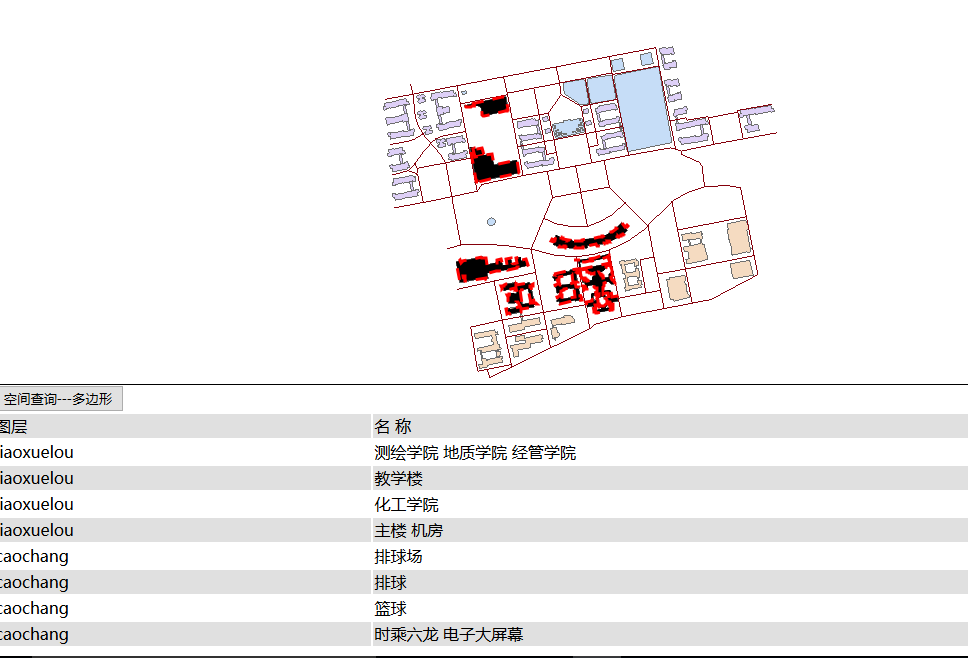 空间查询---多边形
图层 名 称
iaoxuelou 测绘学院 地质学院 经管学院
iaoxuelou 教学楼
iaoxuelou 化工学院
iaoxuelou 主楼 机房
caochang 排球场
caochang 排球
caochang 篮球
caochang 时乘六龙 电子大屏幕